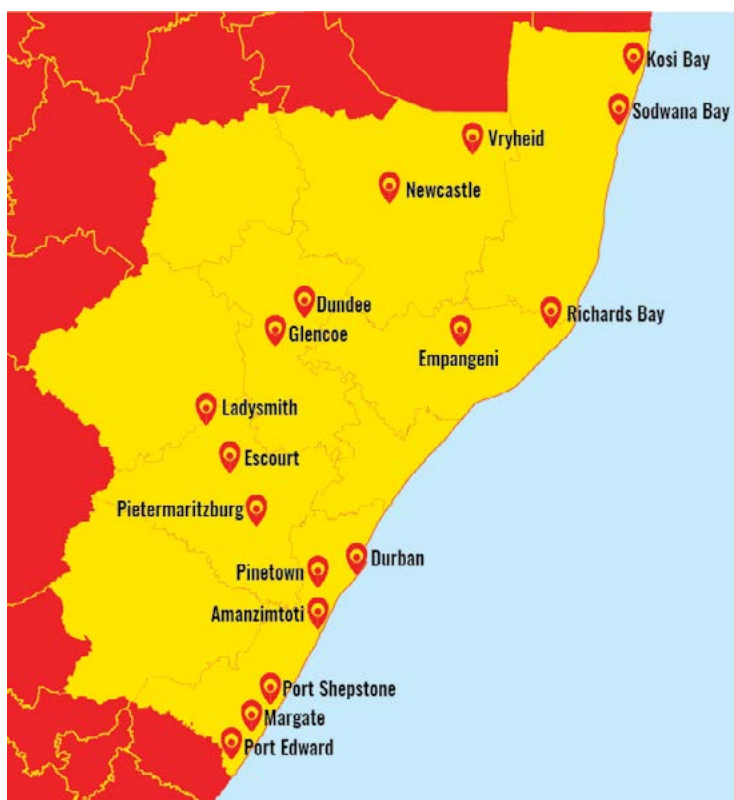 Kosi Bay
Sodwana Bay
Vryheid
Newcastle
Dundee
Richards Bay
Glencoe
Empangeni
Ladysmith
Escourt
Pietermaritzburg
Durban
Pinetown
Amanzimtoti
Port Shepstone
Margate
Port Edward